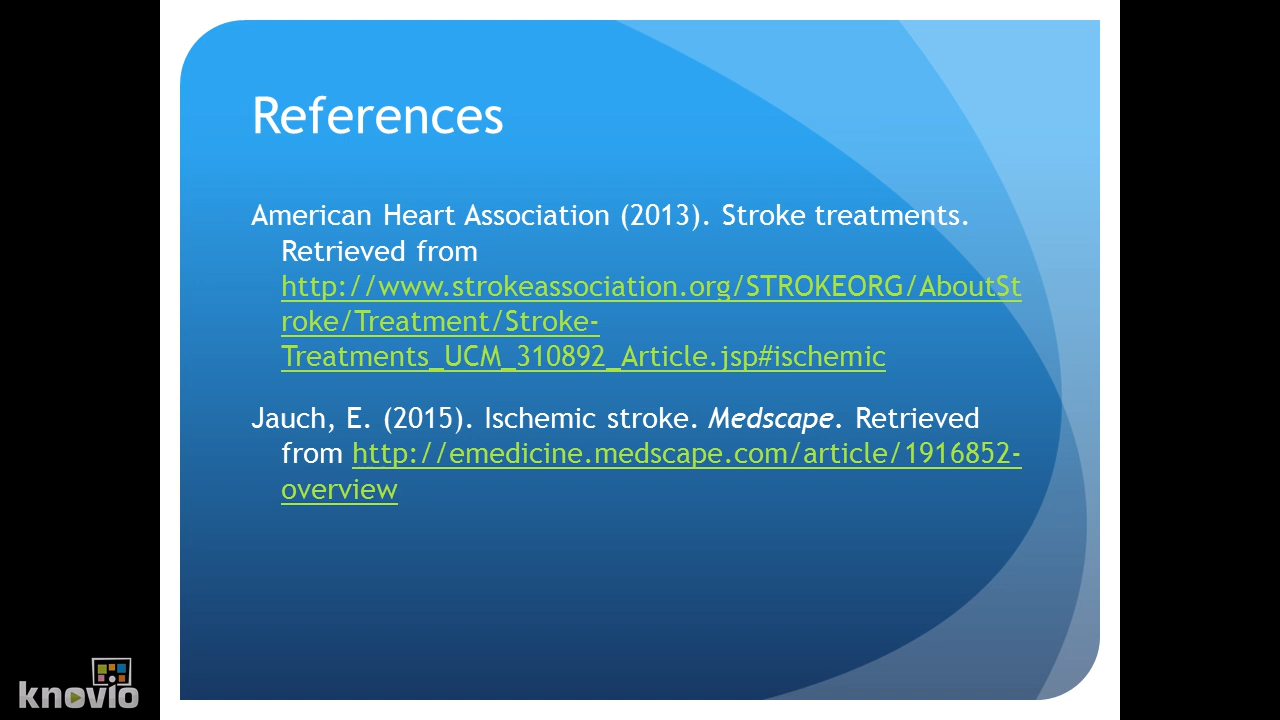 References
American Heart Association (2013). Stroke treatments.
Retrieved from
http://www.strokeassociation.org/STROKEORG/AboutSt
roke/Treatment/Stroke-
Treatments_UCM_310892_Article.jsp#ischemic
Jauch, E. (2015). Ischemic stroke. Medscape. Retrieved
from http://emedicine.medscape.com/article/1916852-
overview
knovio